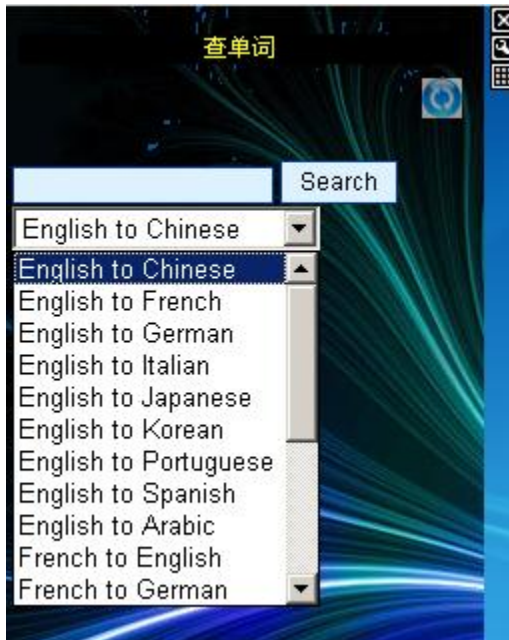 查单词
Search
English to Chinese
English to Chinese
English to French
English to German
English to Italian
English to Japanese
English to Korean
English to Portuguese
English to Spanish
English to Arabic
French to English
French to German